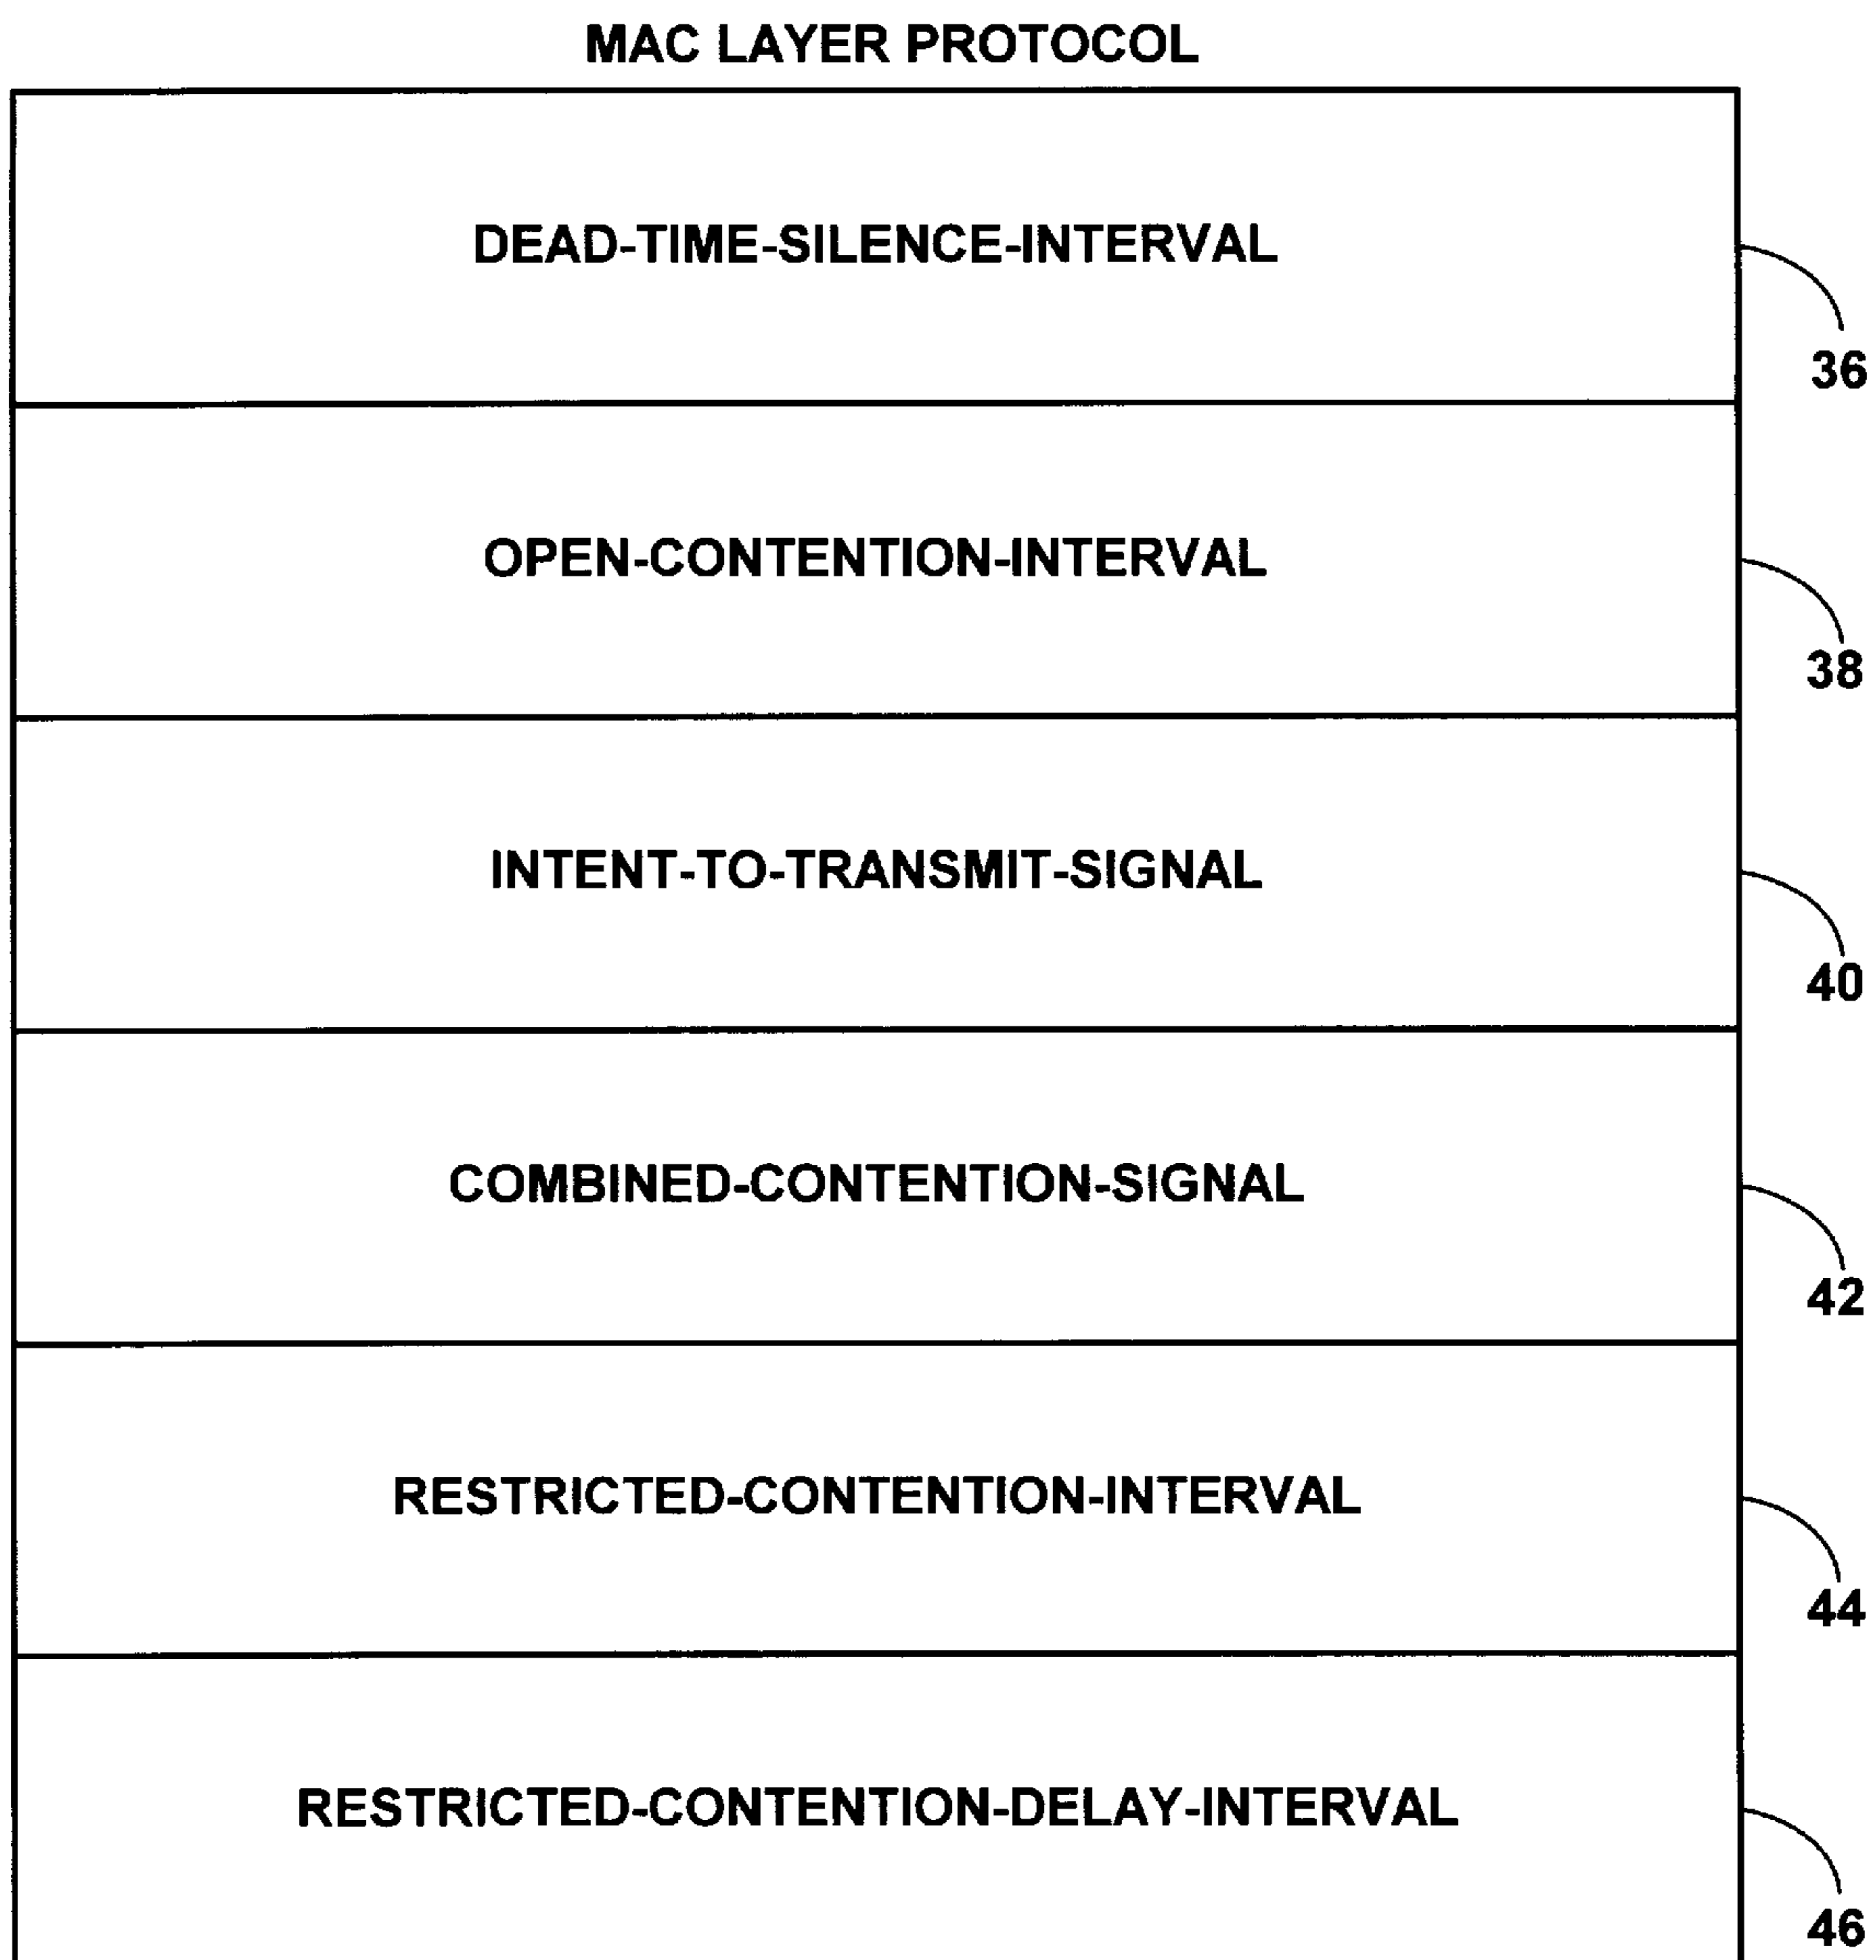 MAC LAYER PROTOCOL
DEAD-TIME-SILENCE-INTERVAL
36
OPEN-CONTENTION-INTERVAL
38
INTENT-TO-TRANSMIT-SIGNAL
40
COMBINED-CONTENTION-SIGNAL
42
RESTRICTED-CONTENTION-INTERVAL
44
RESTRICTED-CONTENTION-DELAY-INTERVAL
46